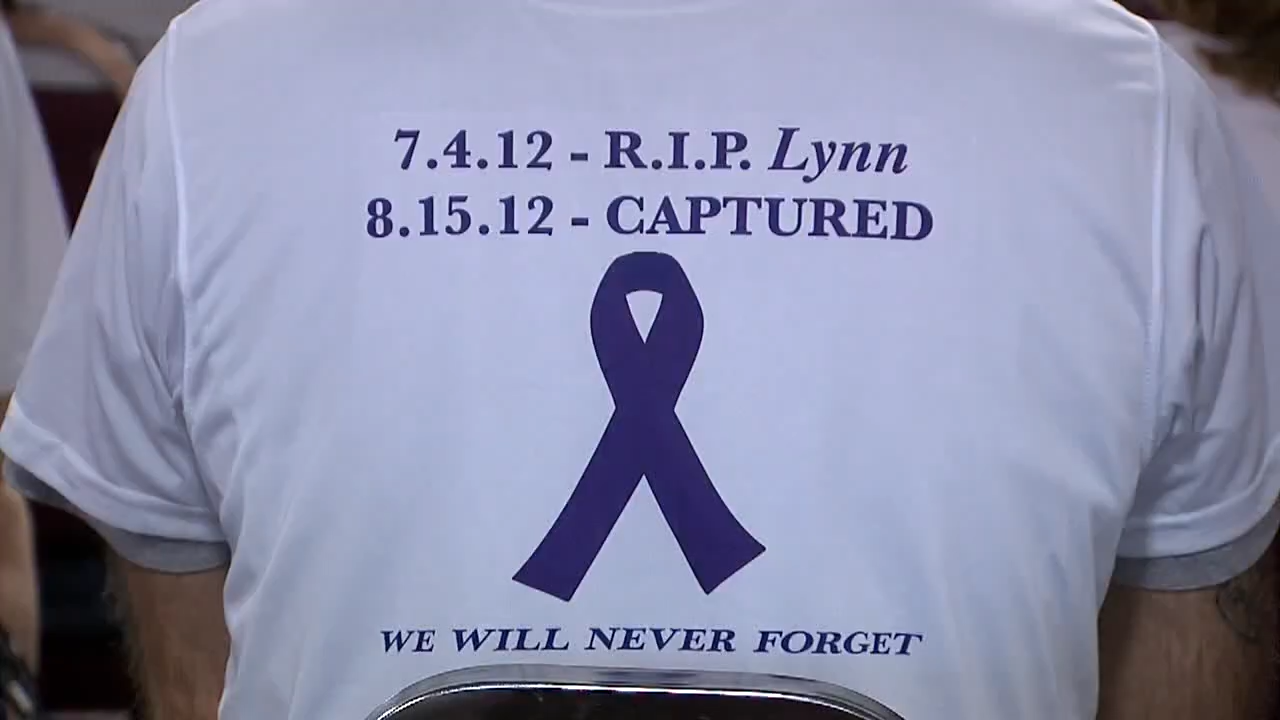 7.4.12 - R.I.P. Lynn
8.15.12 - CAPTURED
WE WILL NEVER FORGET